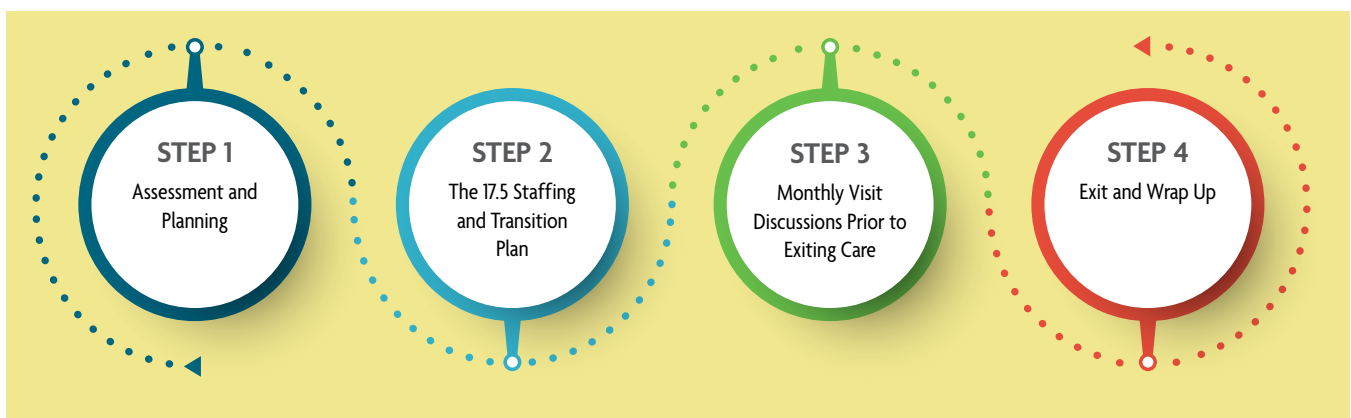 STEP 1
Assessment and
Planning
STEP 2
The 17.5 Staffing
and Transition
Plan
STEP 3
Monthly Visit
Discussions Prior to
Exiting Care
STEP 4
Exit and Wrap Up